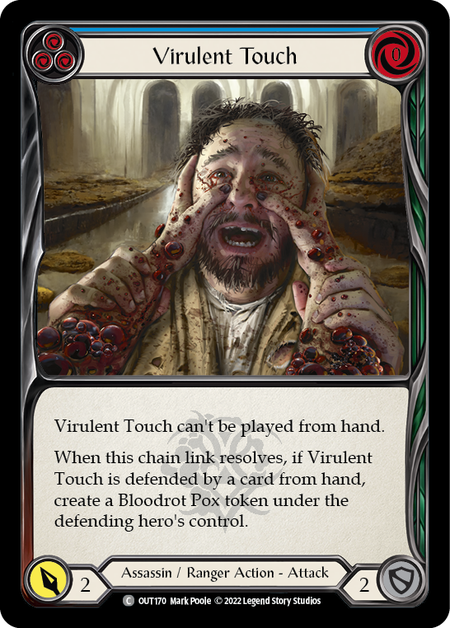 Virulent Touch
0
Virulent Touch can't be played from hand.
When this chain link resolves, if Virulent
Touch is defended by a card from hand,
create a Bloodrot Pox token under the
defending hero's control.
2
Assassin / Ranger Action - Attack
2
C OUT170 Mark Poole © 2022 Legend Story Studios